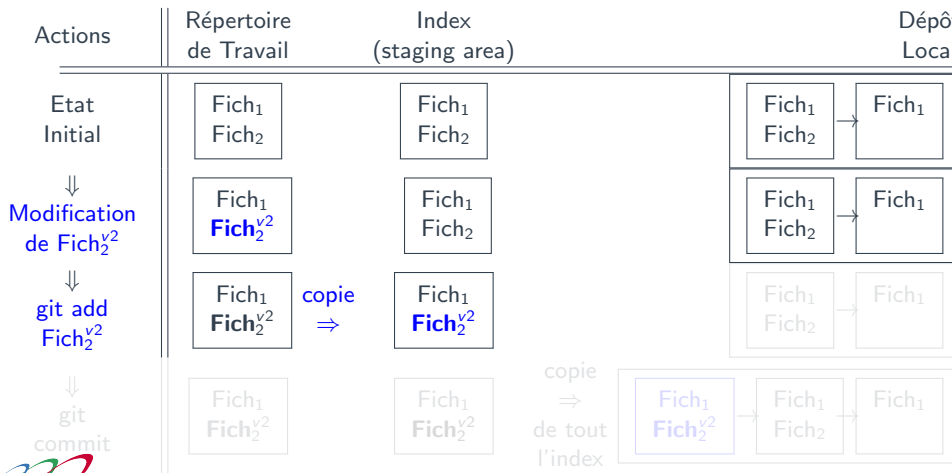 Actions
Répertoire
de Travail
Index
(staging area)
Dépô
Loca
Etat
Initial
Fich₁
Fich₂
Fich₁
Fich₂
Fich₁
Fich₂
→
Fich₁
⇓
Modification
de Fich₂ᵛ²
Fich₁
Fich₂ᵛ²
Fich₁
Fich₂
Fich₁
Fich₂
→
Fich₁
⇓
git add
Fich₂ᵛ²
Fich₁
Fich₂ᵛ²
copie
⇒
Fich₁
Fich₂ᵛ²
Fich₁
Fich₂
→
Fich₁
⇓
git
commit
Fich₁
Fich₂ᵛ²
Fich₁
Fich₂ᵛ²
copie
⇒
de tout
l'index
Fich₁
Fich₂ᵛ²
→
Fich₁
Fich₂
→
Fich₁